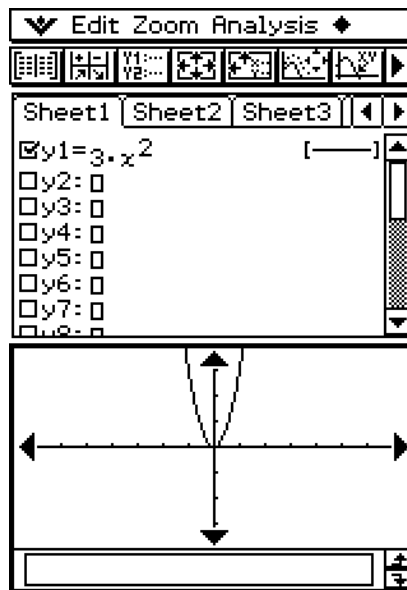 Edit Zoom Analysis
Sheet1 Sheet2 Sheet3
y1=3·x²
y2:
y3:
y4:
y5:
y6:
y7: